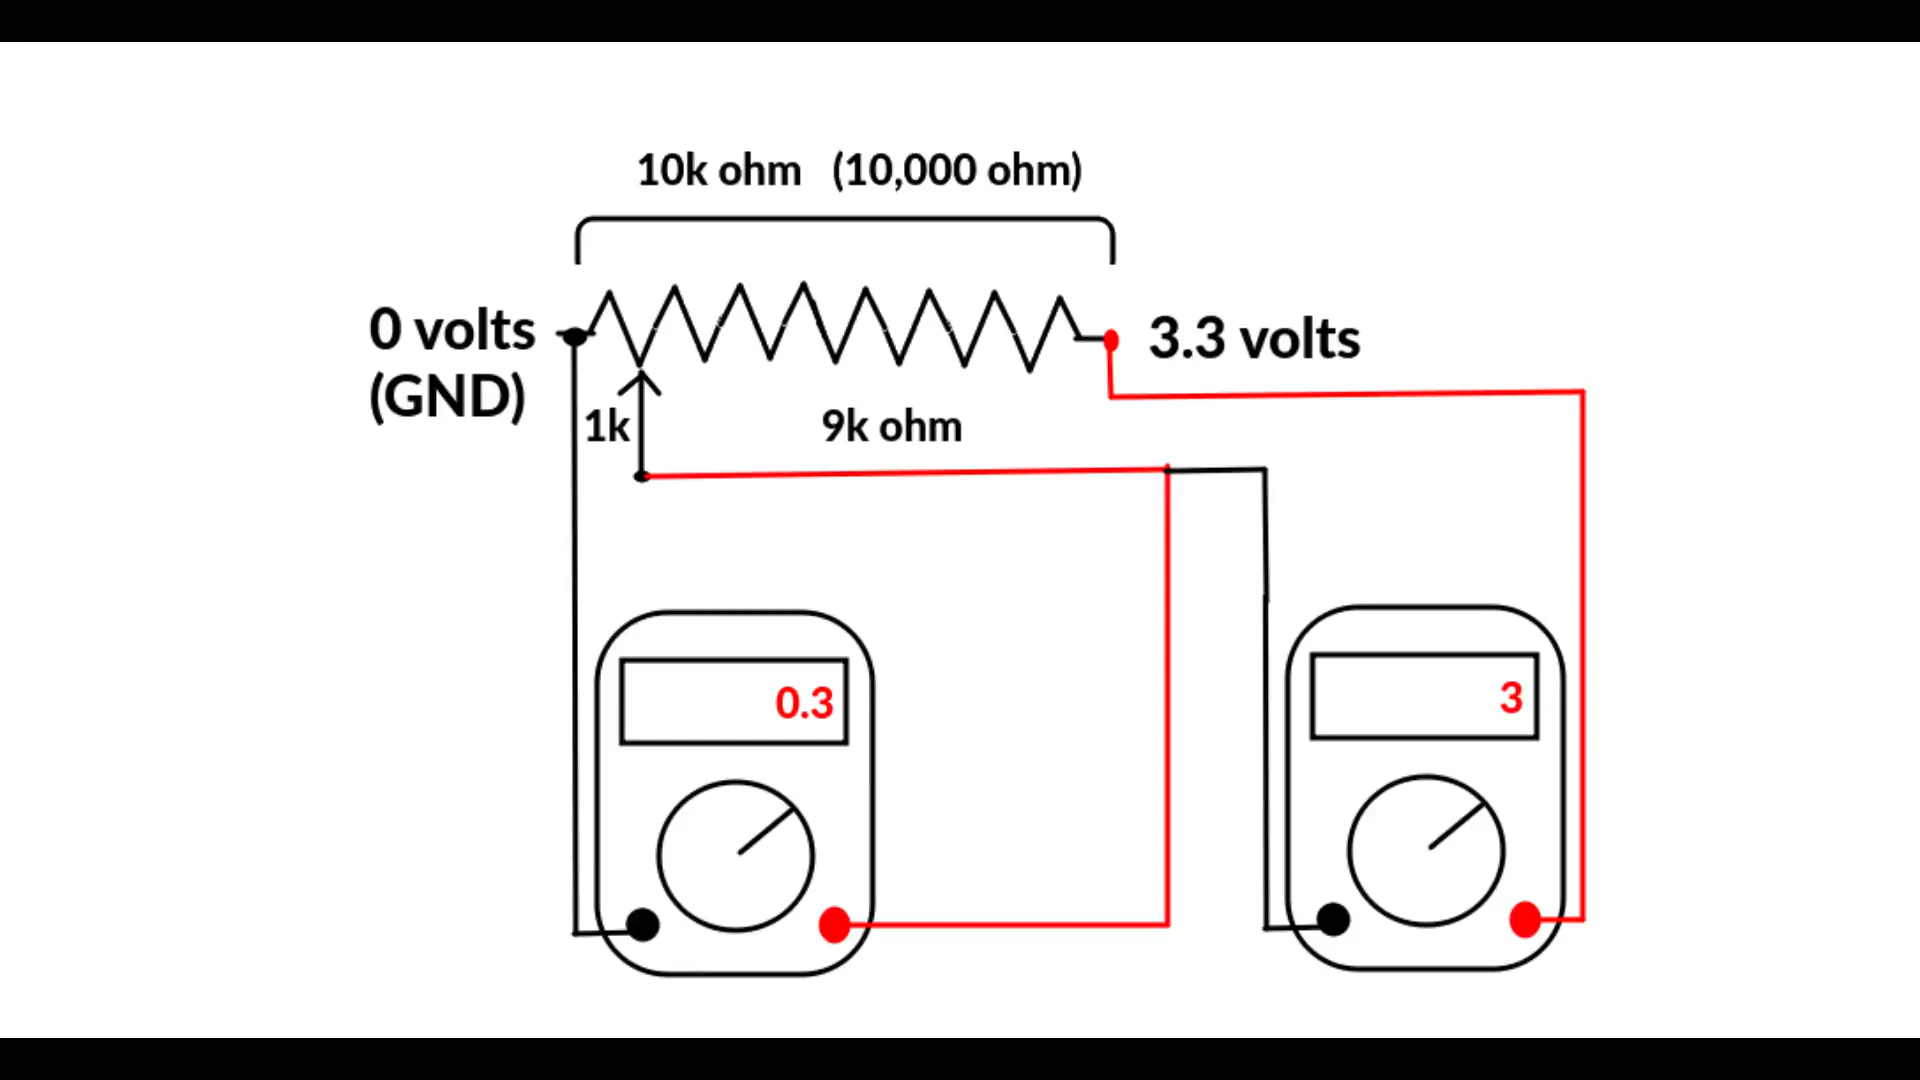 10k ohm (10,000 ohm)
0 volts
(GND)
3.3 volts
1k
9k ohm
0.3
3